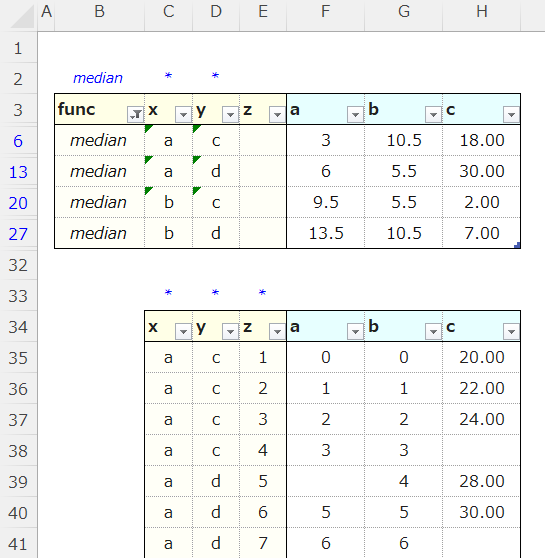 A B C D E F G H
1
2 median * *
3 func x y z a b c
6 median a c 3 10.5 18.00
13 median a d 6 5.5 30.00
20 median b c 9.5 5.5 2.00
27 median b d 13.5 10.5 7.00
32
33 * * *
34 x y z a b c
35 a c 1 0 0 20.00
36 a c 2 1 1 22.00
37 a c 3 2 2 24.00
38 a c 4 3 3
39 a d 5 4 28.00
40 a d 6 5 5 30.00
41 a d 7 6 6